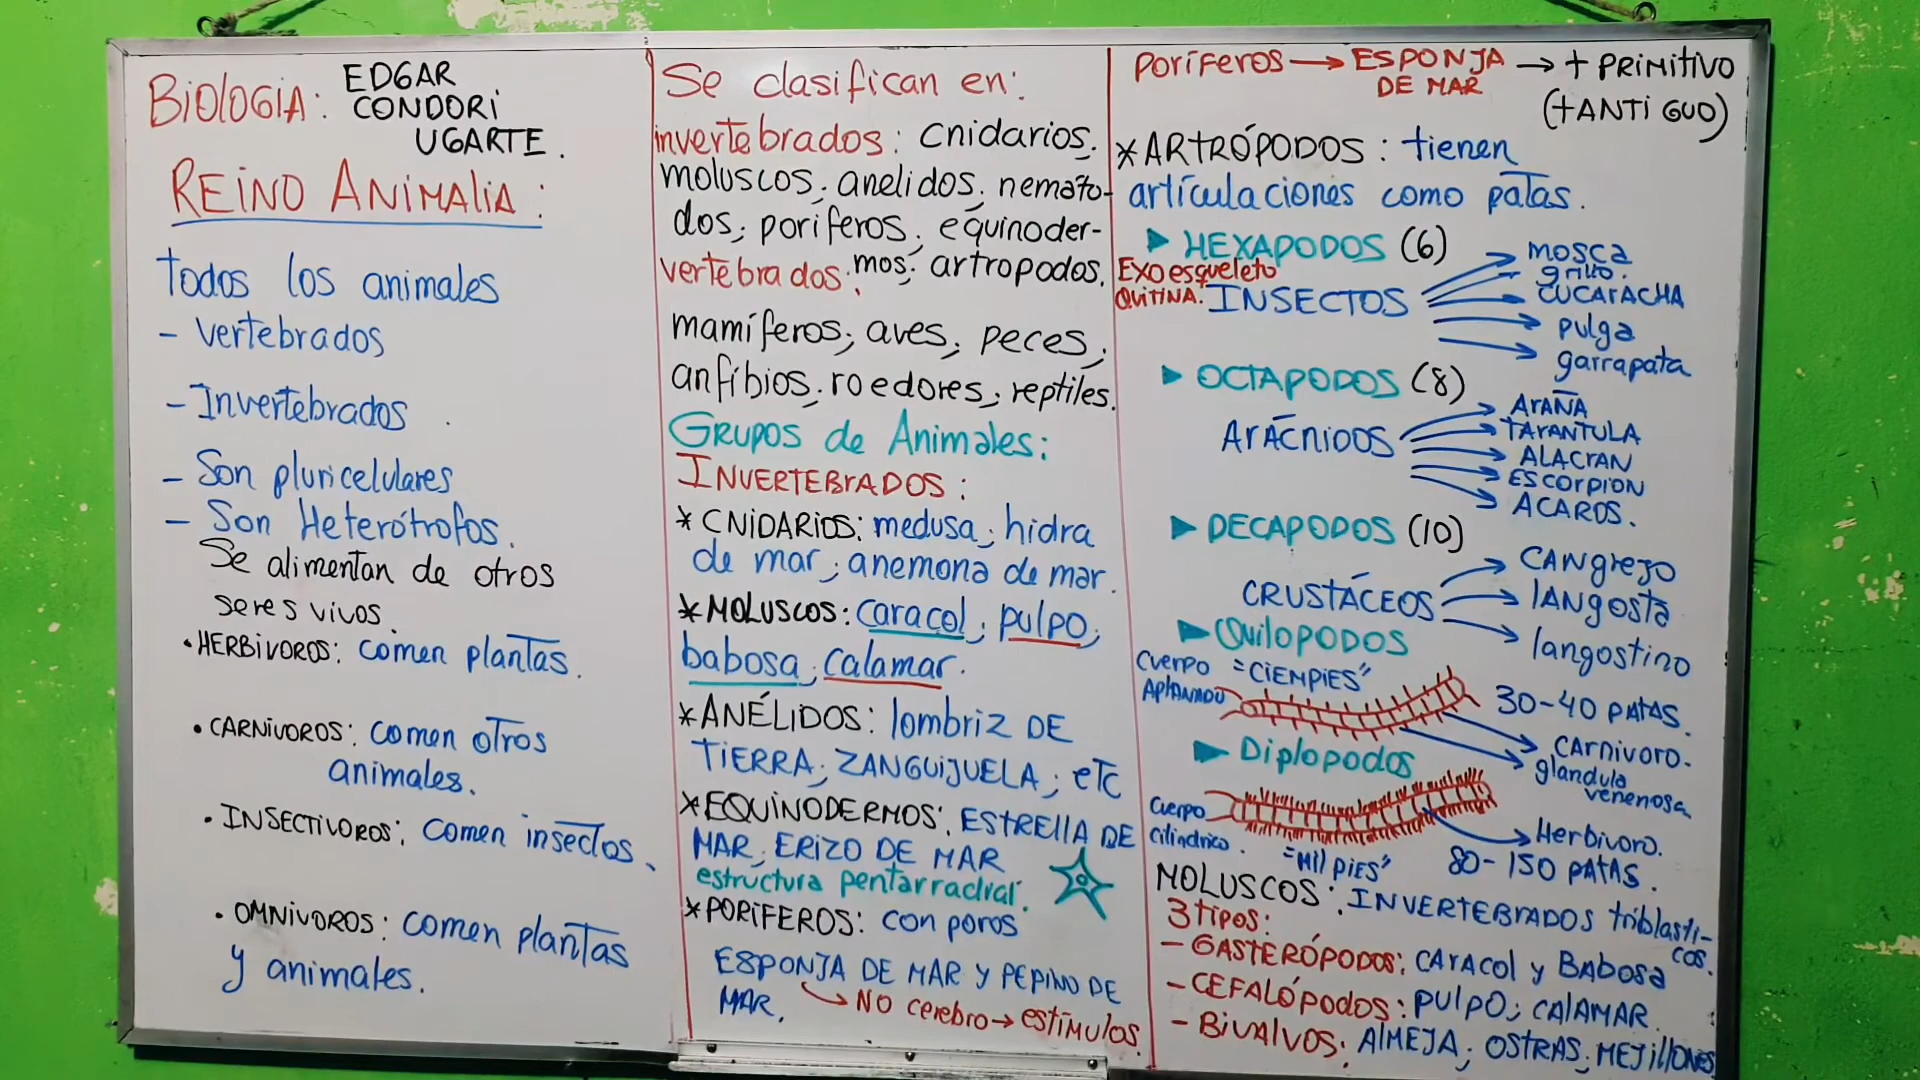 BIOLOGIA: EDGAR
CONDORI
UGARTE.
REINO ANIMALIA:
Todos los animales
- Vertebrados
- Invertebrados.
- Son pluricelulares
- Son Heterótrofos.
Se alimentan de otros
seres vivos.
• HERBIVOROS: comen plantas.
• CARNIVOROS: comen otros
animales.
• INSECTIVOROS: comen insectos.
• OMNIVOROS: comen plantas
y animales.
Se clasifican en:
invertebrados: cnidarios;
moluscos; anelidos; nemato-
dos; poriferos; equinoder-
mos; artropodos.
vertebrados:
mamíferos; aves; peces;
anfibios; roedores; reptiles.
GRUPOS de Animales:
INVERTEBRADOS:
* CNIDARIOS: medusa; hidra
de mar; anemona de mar.
* MOLUSCOS: caracol; pulpo;
babosa; calamar.
* ANÉLIDOS: lombriz DE
TIERRA; ZANGUIJUELA; etc
* EQUINODERMOS: ESTRELLA DE
MAR; ERIZO DE MAR
estructura pentarradial.
* PORIFEROS: con poros
ESPONJA DE MAR Y PEPINO DE
MAR.
→ NO cerebro → estímulos.
PORÍFEROS → ESPONJA → + PRIMITIVO
DE MAR
(+ANTIGUO)
* ARTRÓPODOS: tienen
artículaciones como patas.
► HEXAPODOS (6)
Exoesqueleto
QUITINA.
INSECTOS
mosca
grillo.
CUCARACHA
pulga
garrapata
► OCTAPODOS (8)
ARÁCNIDOS
ARAÑA
TARANTULA
ALACRAN
ESCORPION
ACAROS.
► DECAPODOS (10)
CRUSTÁCEOS
CANgrejo
lANgosta
langostino
► Quilopodos
"CIEMPIES"
Cuerpo
APlANADO
30-40 PATAS.
CArnivoro.
glandula
venenosa
► Diplopodos
Cuerpo
cilindrico.
"Mil PIES"
Herbivoro.
80-150 PATAS.
MOLUSCOS: INVERTEBRADOS triblasti-
cos.
3 tipos:
- GASTERÓPODOS: CARACOL y BABOSA
- CEFALÓPODOS: PULPO; CALAMAR
- BIVALVOS: AlMEJA; OSTRAS; MEJILLONES